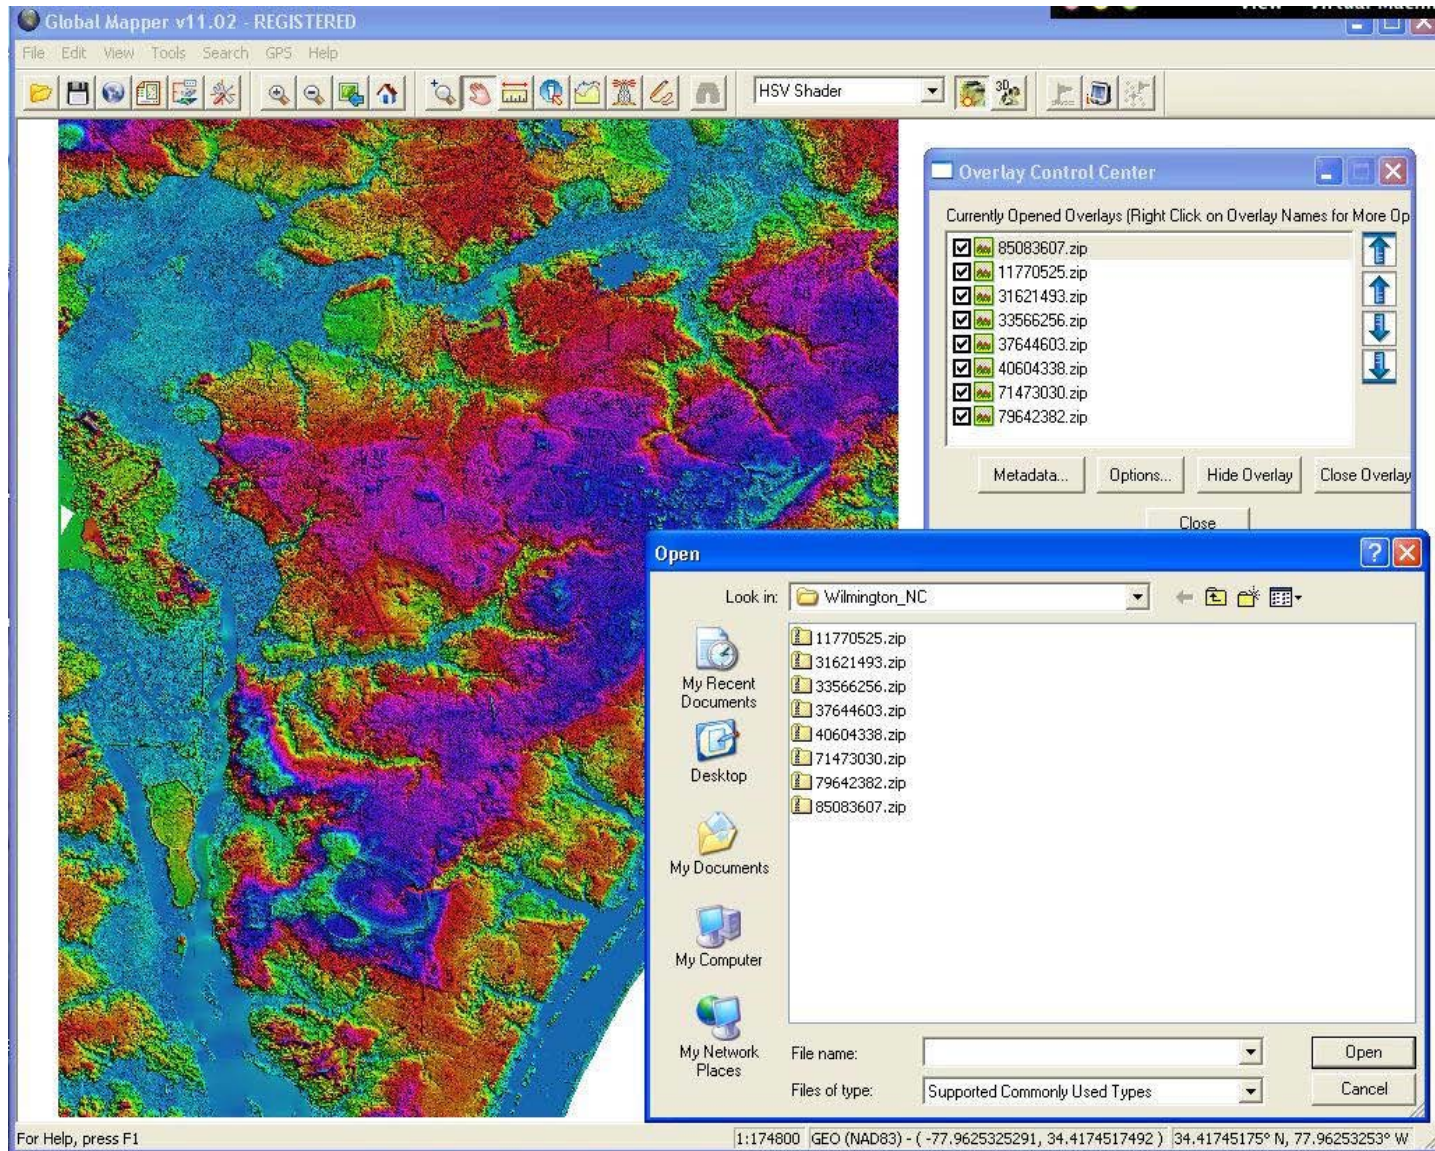 View Virtual Machin
Global Mapper v11.02 - REGISTERED
File Edit View Tools Search GPS Help
HSV Shader
3D
Overlay Control Center
Currently Opened Overlays (Right Click on Overlay Names for More Op
85083607.zip
11770525.zip
31621493.zip
33566256.zip
37644603.zip
40604338.zip
71473030.zip
79642382.zip
Metadata... Options... Hide Overlay Close Overlay
Close
Open
Look in: Wilmington_NC
My Recent
Documents
Desktop
My Documents
My Computer
My Network
Places
11770525.zip
31621493.zip
33566256.zip
37644603.zip
40604338.zip
71473030.zip
79642382.zip
85083607.zip
File name: Open
Files of type: Supported Commonly Used Types Cancel
For Help, press F1
1:174800 GEO (NAD83) - ( -77.9625325291, 34.4174517492 ) 34.41745175° N, 77.96253253° W